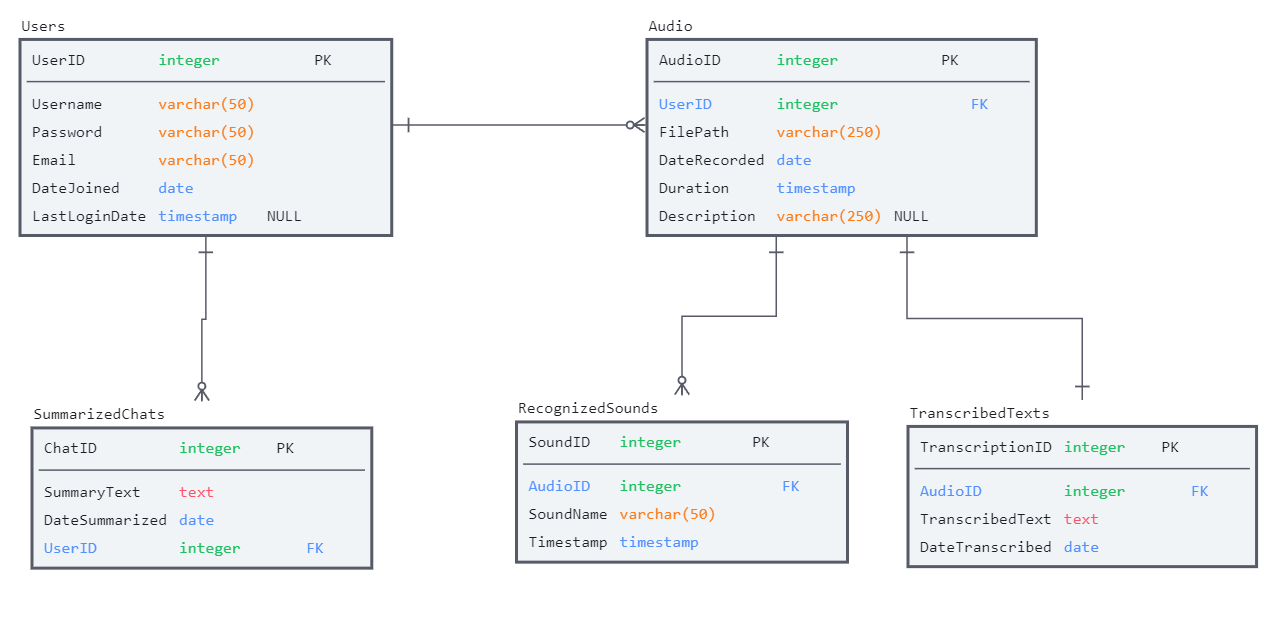 Users
UserID integer PK
Username varchar(50)
Password varchar(50)
Email varchar(50)
DateJoined date
LastLoginDate timestamp NULL
Audio
AudioID integer PK
UserID integer FK
FilePath varchar(250)
DateRecorded date
Duration timestamp
Description varchar(250) NULL
SummarizedChats
ChatID integer PK
SummaryText text
DateSummarized date
UserID integer FK
RecognizedSounds
SoundID integer PK
AudioID integer FK
SoundName varchar(50)
Timestamp timestamp
TranscribedTexts
TranscriptionID integer PK
AudioID integer FK
TranscribedText text
DateTranscribed date